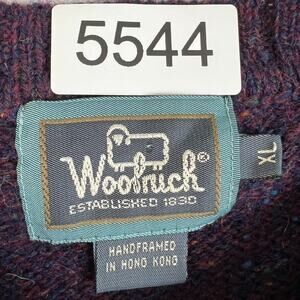 5544
Woolrich®
ESTABLISHED 1830
XL
HANDFRAMED
IN HONG KONG